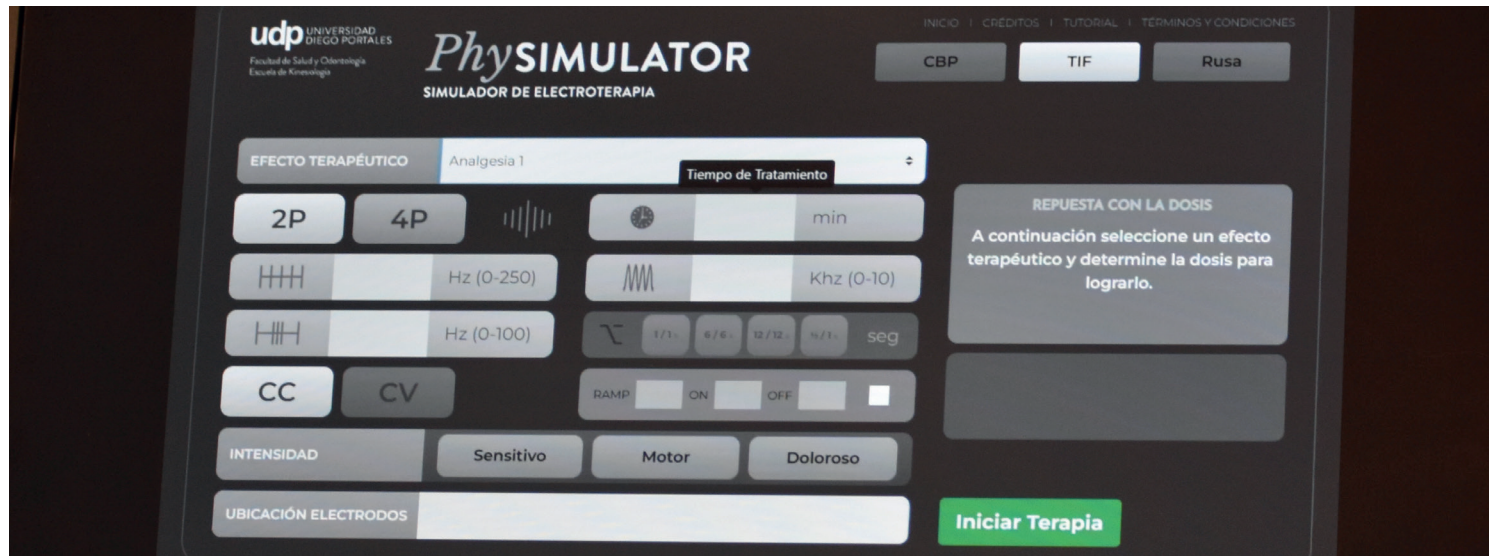 udp UNIVERSIDAD
DIEGO PORTALES
Facultad de Salud y Odontología
Escuela de Kinesiología
PhySIMULATOR
SIMULADOR DE ELECTROTERAPIA
INICIO | CRÉDITOS | TUTORIAL | TÉRMINOS Y CONDICIONES
CBP TIF Rusa
EFECTO TERAPÉUTICO Analgesia 1
Tiempo de Tratamiento
2P 4P min
Hz (0-250) Khz (0-10)
Hz (0-100) 1/1 6/6 12/12 seg
CC CV RAMP ON OFF
INTENSIDAD Sensitivo Motor Doloroso
UBICACIÓN ELECTRODOS
REPUESTA CON LA DOSIS
A continuación seleccione un efecto
terapéutico y determine la dosis para
lograrlo.
Iniciar Terapia